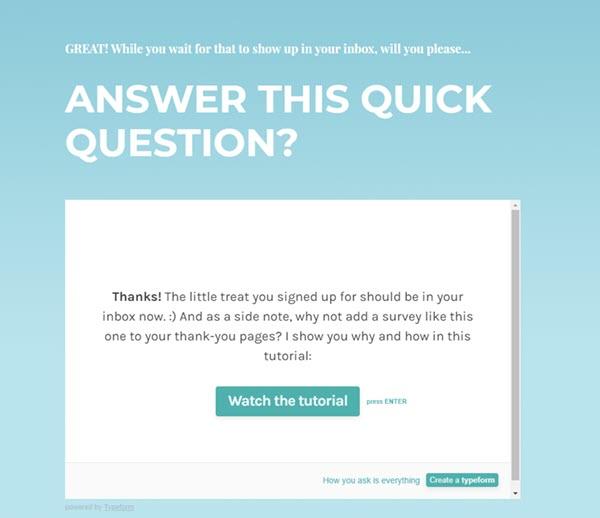 GREAT! While you wait for that to show up in your inbox, will you please...
ANSWER THIS QUICK
QUESTION?
Thanks! The little treat you signed up for should be in your
inbox now. :) And as a side note, why not add a survey like this
one to your thank-you pages? I show you why and how in this
tutorial:
Watch the tutorial press ENTER
How you ask is everything Create a typeform
powered by Typeform